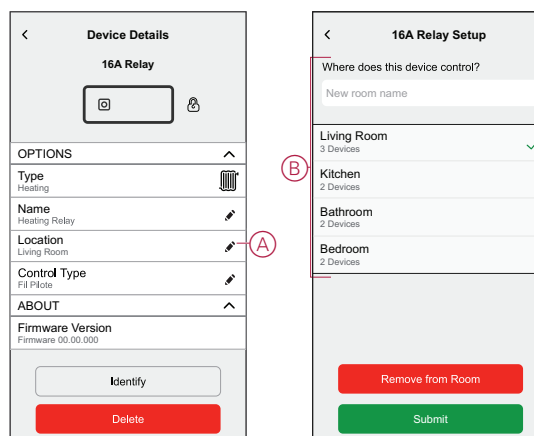 Device Details
16A Relay
OPTIONS
Type
Heating
Name
Heating Relay
Location
Living Room
A
Control Type
Fil Pilote
ABOUT
Firmware Version
Firmware 00.00.000
Identify
Delete
16A Relay Setup
Where does this device control?
New room name
B
Living Room
3 Devices
Kitchen
2 Devices
Bathroom
2 Devices
Bedroom
2 Devices
Remove from Room
Submit